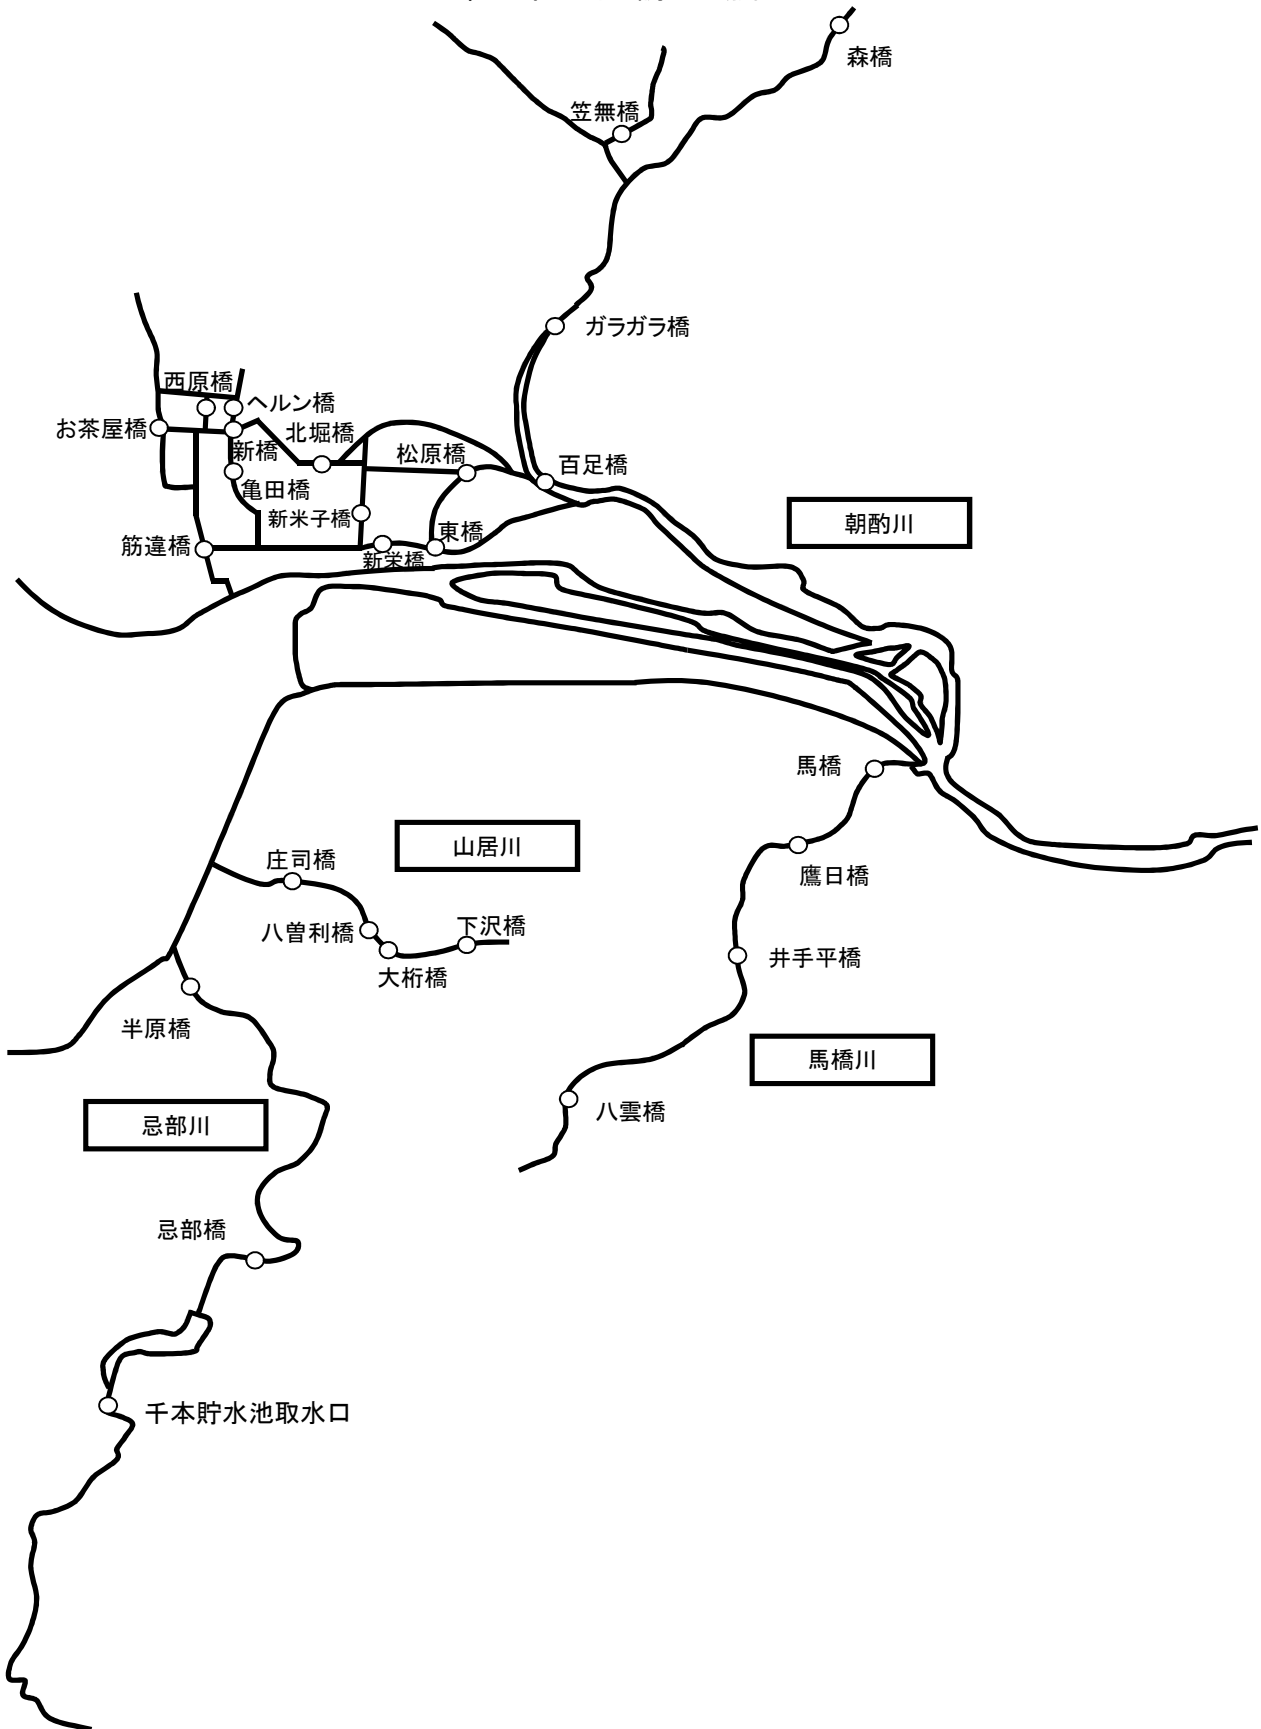 森橋
笠無橋
ガラガラ橋
西原橋
ヘルン橋
お茶屋橋
北堀橋
新橋
松原橋
百足橋
亀田橋
新米子橋
朝酌川
東橋
筋違橋
新栄橋
馬橋
山居川
庄司橋
鷹日橋
八曽利橋
下沢橋
井手平橋
大桁橋
半原橋
馬橋川
八雲橋
忌部川
忌部橋
千本貯水池取水口